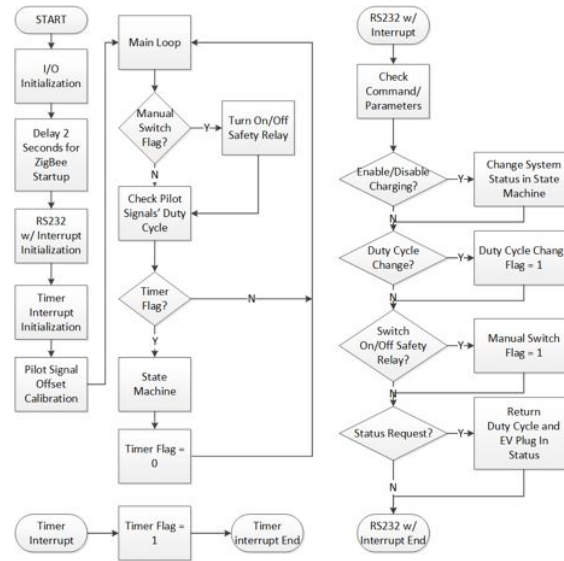 START
I/O
Initialization
Delay 2
Seconds for
ZigBee
Startup
RS232
w/ Interrupt
Initialization
Timer
Interrupt
Initialization
Pilot Signal
Offset
Calibration
Main Loop
Manual
Switch
Flag?
Y
Turn On/Off
Safety Relay
N
Check Pilot
Signals' Duty
Cycle
Timer
Flag?
N
Y
State
Machine
Timer Flag =
0
Timer
Interrupt
Timer Flag =
1
Timer
interrupt End
RS232 w/
Interrupt
Check
Command/
Parameters
Enable/Disable
Charging?
Y
Change System
Status in State
Machine
N
Duty Cycle
Change?
Y
Duty Cycle Change
Flag = 1
N
Switch
On/Off Safety
Relay?
Y
Manual Switch
Flag = 1
N
Status Request?
Y
Return
Duty Cycle and
EV Plug In
Status
N
RS232 w/
Interrupt End